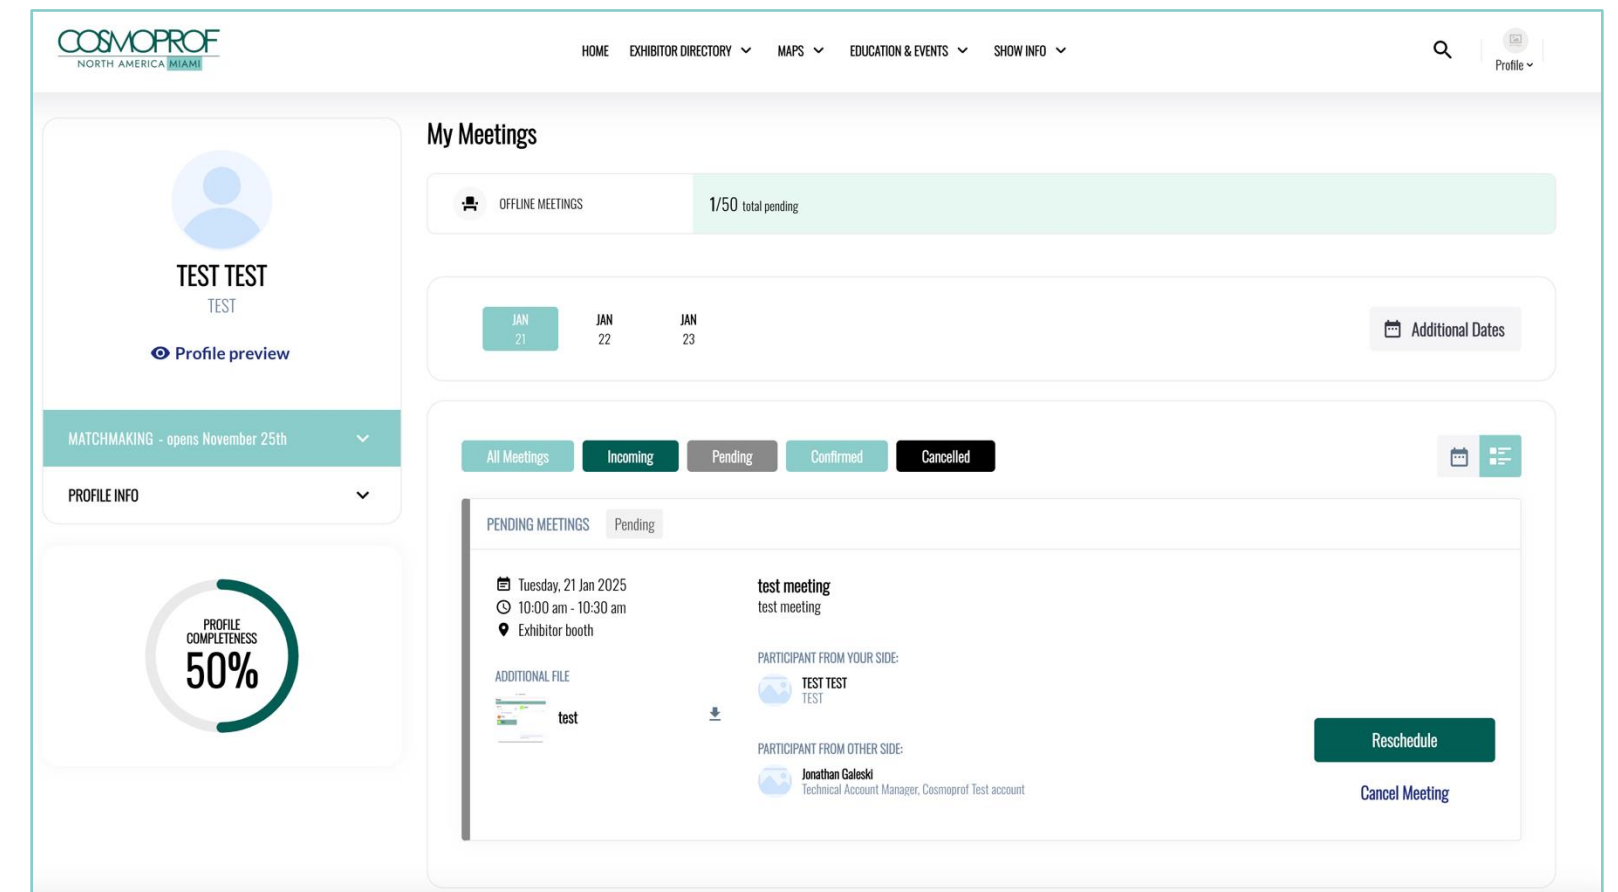 COSMOPROF
NORTH AMERICA MIAMI
HOME EXHIBITOR DIRECTORY MAPS EDUCATION & EVENTS SHOW INFO
Profile
TEST TEST
TEST
Profile preview
MATCHMAKING - opens November 25th
PROFILE INFO
PROFILE
COMPLETENESS
50%
My Meetings
OFFLINE MEETINGS 1/50 total pending
JAN JAN JAN
21 22 23
Additional Dates
All Meetings Incoming Pending Confirmed Cancelled
PENDING MEETINGS Pending
Tuesday, 21 Jan 2025
10:00 am - 10:30 am
Exhibitor booth
ADDITIONAL FILE
test
test meeting
test meeting
PARTICIPANT FROM YOUR SIDE:
TEST TEST
TEST
PARTICIPANT FROM OTHER SIDE:
Jonathan Galeski
Technical Account Manager, Cosmoprof Test account
Reschedule
Cancel Meeting